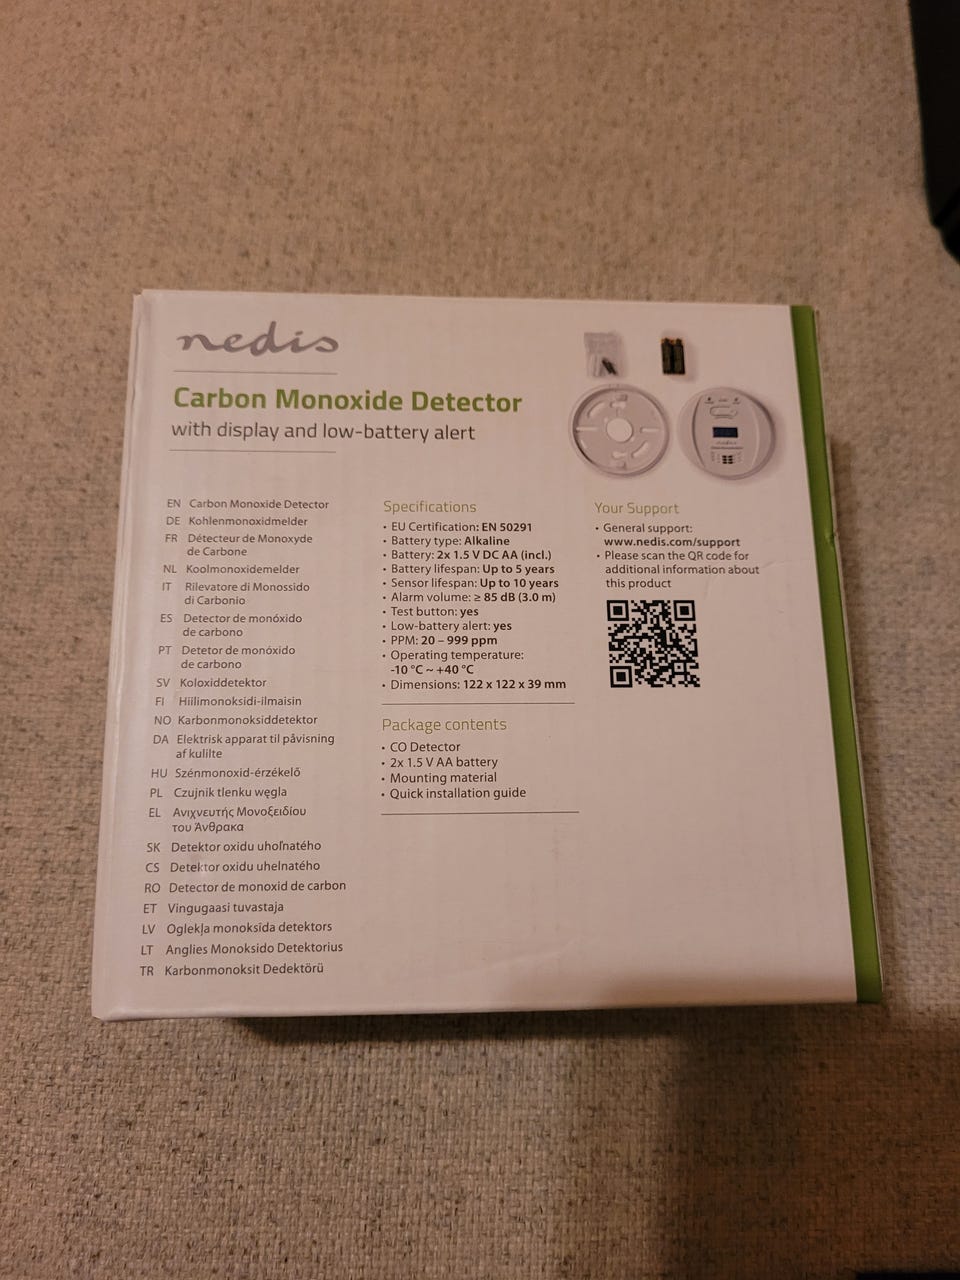 nedis
Carbon Monoxide Detector
with display and low-battery alert
EN Carbon Monoxide Detector
DE Kohlenmonoxidmelder
FR Détecteur de Monoxyde
de Carbone
NL Koolmonoxidemelder
IT Rilevatore di Monossido
di Carbonio
ES Detector de monóxido
de carbono
PT Detetor de monóxido
de carbono
SV Koloxiddetektor
FI Hiilimonoksidi-ilmaisin
NO Karbonmonoksiddetektor
DA Elektrisk apparat til påvisning
af kulilte
HU Szénmonoxid-érzékelő
PL Czujnik tlenku węgla
EL Ανιχνευτής Μονοξειδίου
του Άνθρακα
SK Detektor oxidu uhoľnatého
CS Detektor oxidu uhelnatého
RO Detector de monoxid de carbon
ET Vingugaasi tuvastaja
LV Oglekļa monoksīda detektors
LT Anglies Monoksido Detektorius
TR Karbonmonoksit Dedektörü
Specifications
• EU Certification: EN 50291
• Battery type: Alkaline
• Battery: 2x 1.5 V DC AA (incl.)
• Battery lifespan: Up to 5 years
• Sensor lifespan: Up to 10 years
• Alarm volume: ≥ 85 dB (3.0 m)
• Test button: yes
• Low-battery alert: yes
• PPM: 20 – 999 ppm
• Operating temperature:
-10 °C ~ +40 °C
• Dimensions: 122 x 122 x 39 mm
Package contents
• CO Detector
• 2x 1.5 V AA battery
• Mounting material
• Quick installation guide
Your Support
• General support:
www.nedis.com/support
• Please scan the QR code for
additional information about
this product